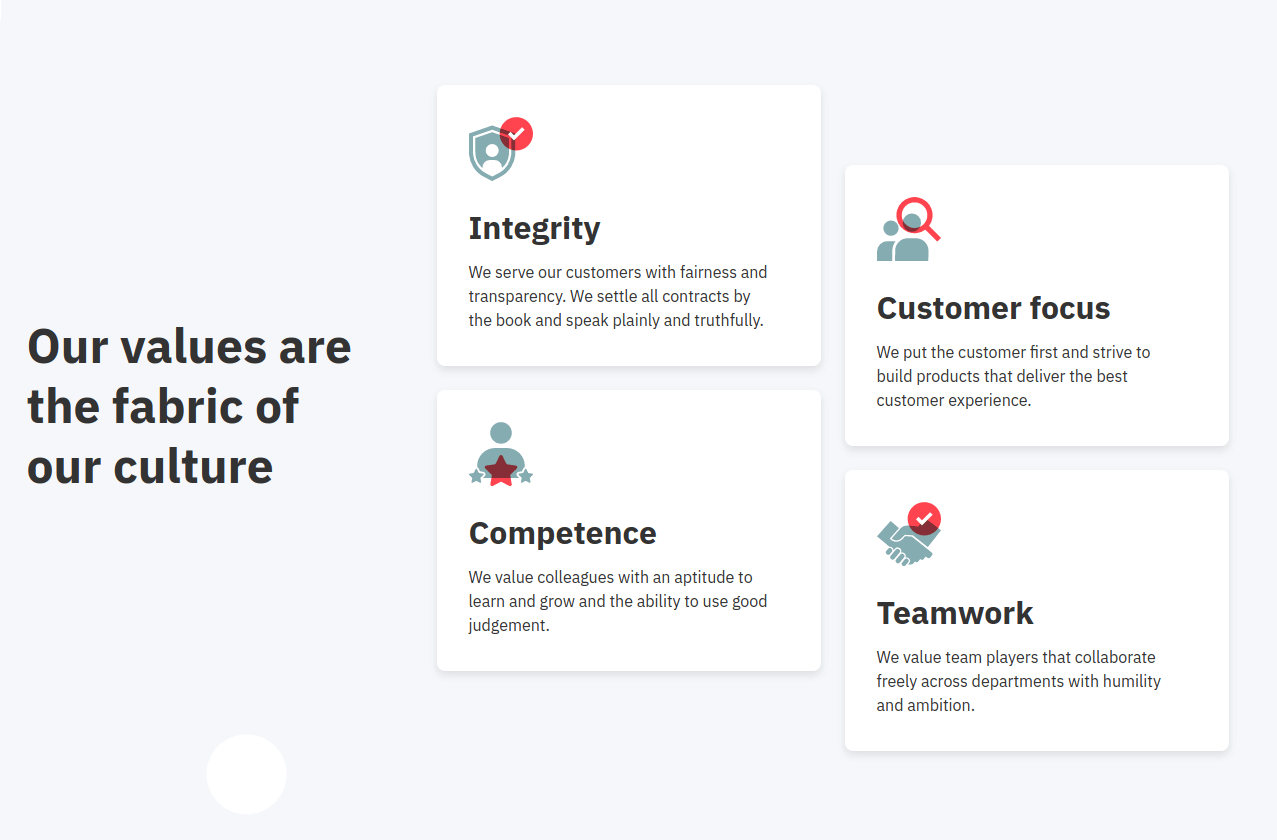 Our values are
the fabric of
our culture
Integrity
We serve our customers with fairness and
transparency. We settle all contracts by
the book and speak plainly and truthfully.
Competence
We value colleagues with an aptitude to
learn and grow and the ability to use good
judgement.
Customer focus
We put the customer first and strive to
build products that deliver the best
customer experience.
Teamwork
We value team players that collaborate
freely across departments with humility
and ambition.